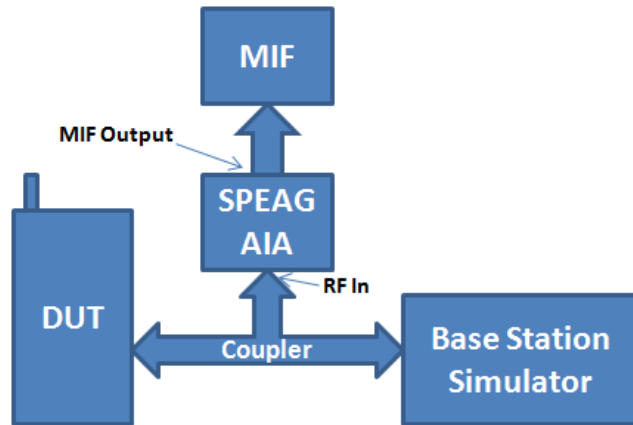 MIF
MIF Output
SPEAG
AIA
RF In
DUT
Coupler
Base Station
Simulator